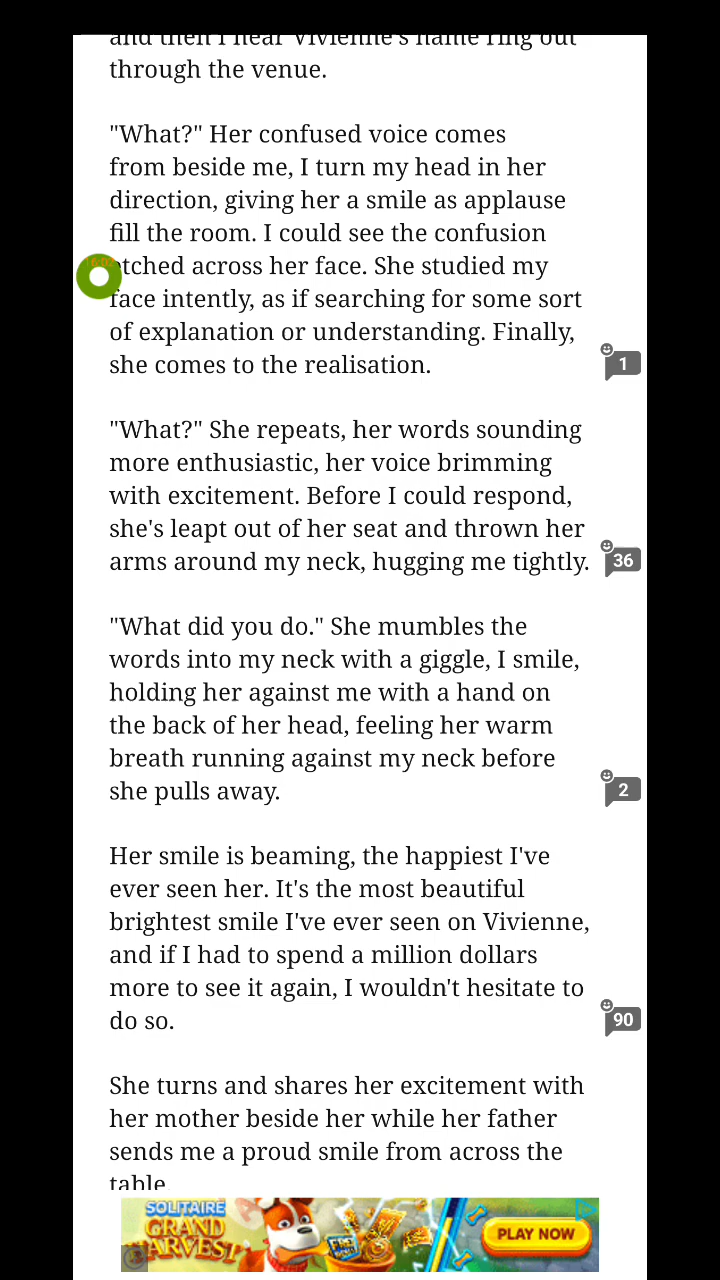 and then I hear Vivienne's name ring out
through the venue.
"What?" Her confused voice comes
from beside me, I turn my head in her
direction, giving her a smile as applause
fill the room. I could see the confusion
etched across her face. She studied my
face intently, as if searching for some sort
of explanation or understanding. Finally,
she comes to the realisation.
1
"What?" She repeats, her words sounding
more enthusiastic, her voice brimming
with excitement. Before I could respond,
she's leapt out of her seat and thrown her
arms around my neck, hugging me tightly.
36
"What did you do." She mumbles the
words into my neck with a giggle, I smile,
holding her against me with a hand on
the back of her head, feeling her warm
breath running against my neck before
she pulls away.
2
Her smile is beaming, the happiest I've
ever seen her. It's the most beautiful
brightest smile I've ever seen on Vivienne,
and if I had to spend a million dollars
more to see it again, I wouldn't hesitate to
do so.
90
She turns and shares her excitement with
her mother beside her while her father
sends me a proud smile from across the
table.
SOLITAIRE
GRAND
HARVEST
PLAY NOW